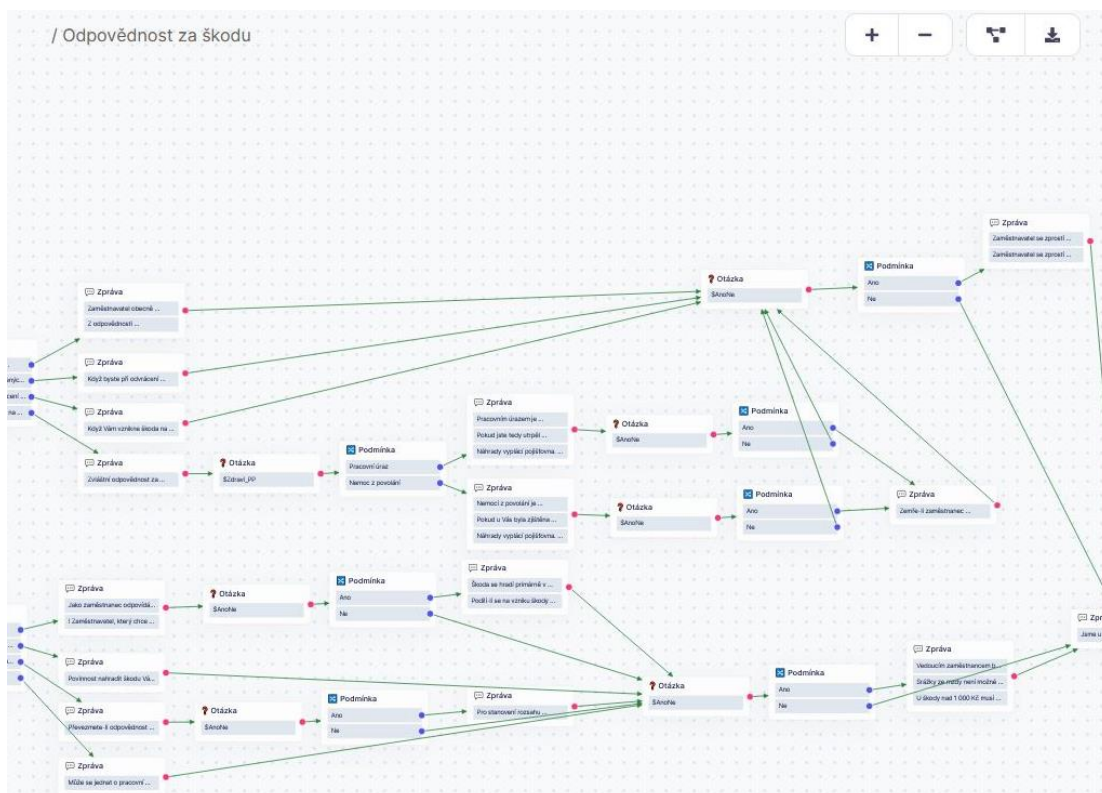 / Odpovědnost za škodu
Zpráva
Zaměstnavatel se zprostí ...
Zaměstnavatel se zprostí ...
Podmínka
Ano
Ne
Otázka
$AnoNe
Zpráva
Zaměstnavatel obecně ...
Z odpovědnosti ...
Zpráva
Když byste při odvrácení ...
Zpráva
Když Vám vznikne škoda na ...
Zpráva
Zvláštní odpovědnost za ...
Otázka
$Zdravi_PP
Podmínka
Pracovní úraz
Nemoc z povolání
Zpráva
Pracovním úrazem je ...
Pokud jste tedy utrpěl ...
Náhrady vyplácí pojišťovna. ...
Otázka
$AnoNe
Podmínka
Ano
Ne
Zpráva
Nemocí z povolání je ...
Pokud u Vás byla zjištěna ...
Náhrady vyplácí pojišťovna. ...
Otázka
$AnoNe
Podmínka
Ano
Ne
Zpráva
Zemře-li zaměstnanec ...
Zpráva
Jako zaměstnanec odpovídá...
I Zaměstnavatel, který chce ...
Otázka
$AnoNe
Podmínka
Ano
Ne
Zpráva
Škoda se hradí primárně v ...
Podílí-li se na vzniku škody ...
Zpráva
Povinnost nahradit škodu Vá...
Zpráva
Převezmete-li odpovědnost ...
Otázka
$AnoNe
Podmínka
Ano
Ne
Zpráva
Pro stanovení rozsahu ...
Zpráva
Může se jednat o pracovní ...
Otázka
$AnoNe
Podmínka
Ano
Ne
Zpráva
Vedoucím zaměstnancem b...
Srážky ze mzdy není možné ...
U škody nad 1 000 Kč musí ...
Zpr
Jsme u